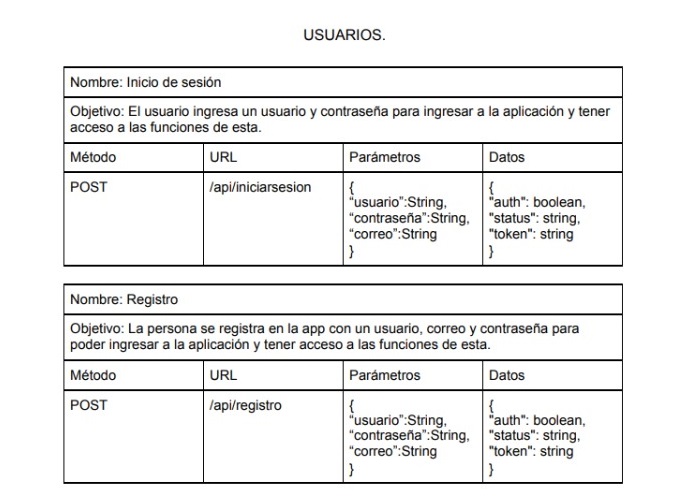 USUARIOS.
Nombre: Inicio de sesión
Objetivo: El usuario ingresa un usuario y contraseña para ingresar a la aplicación y tener
acceso a las funciones de esta.
Método URL Parámetros Datos
POST /api/iniciarsesion { {
“usuario”:String, "auth": boolean,
“contraseña”:String, "status": string,
“correo”:String "token": string
} }
Nombre: Registro
Objetivo: La persona se registra en la app con un usuario, correo y contraseña para
poder ingresar a la aplicación y tener acceso a las funciones de esta.
Método URL Parámetros Datos
POST /api/registro { {
“usuario”:String, "auth": boolean,
“contraseña”:String, "status": string,
“correo”:String "token": string
} }